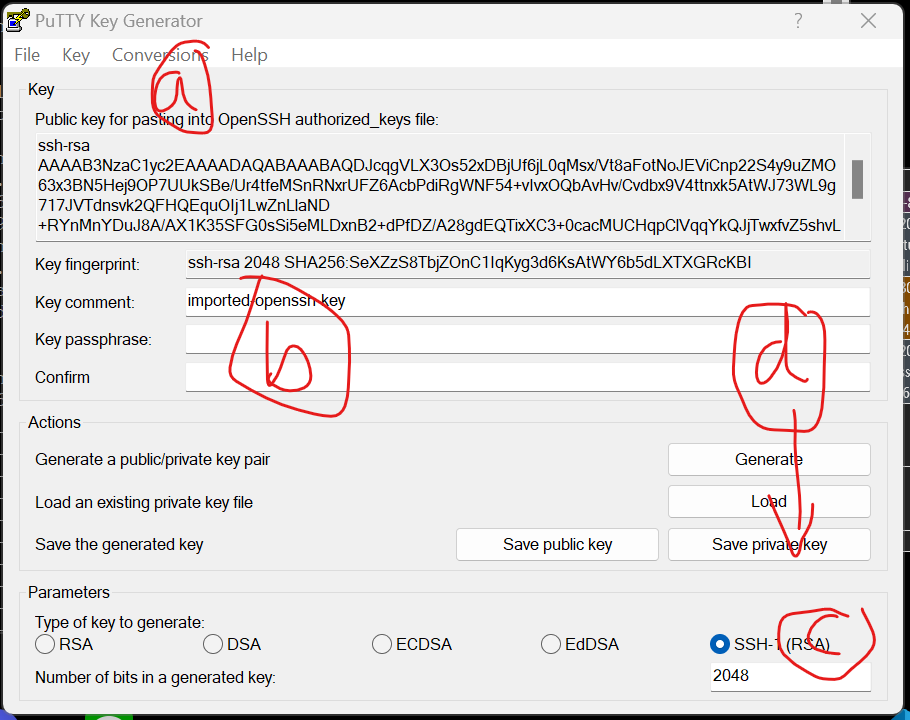 PuTTY Key Generator
File Key Conversions Help
a
Key
Public key for pasting into OpenSSH authorized_keys file:
ssh-rsa
AAAAB3NzaC1yc2EAAAADAQABAAABAQDJcqgVLX3Os52xDBjUf6jL0qMsx/Vt8aFotNoJEViCnp22S4y9uZMO
63x3BN5Hej9OP7UUkSBe/Ur4tfeMSnRNxrUFZ6AcbPdiRgWNF54+vlvxOQbAvHv/Cvdbx9V4ttnxk5AtWJ73WL9g
717JVTdnsvk2QFHQEquOIj1LwZnLlaND
+RYnMnYDuJ8A/AX1K35SFG0sSi5eMLDxnB2+dPfDZ/A28gdEQTixXC3+0cacMUCHqpClVqqYkQJjTwxfvZ5shvL
Key fingerprint: ssh-rsa 2048 SHA256:SeXZzS8TbjZOnC1IqKyg3d6KsAtWY6b5dLXTXGRcKBI
Key comment: imported-openssh-key
Key passphrase:
b
d
Confirm
Actions
Generate a public/private key pair Generate
Load an existing private key file Load
Save the generated key Save public key Save private key
Parameters
Type of key to generate:
RSA DSA ECDSA EdDSA SSH-1 (RSA)
c
Number of bits in a generated key: 2048